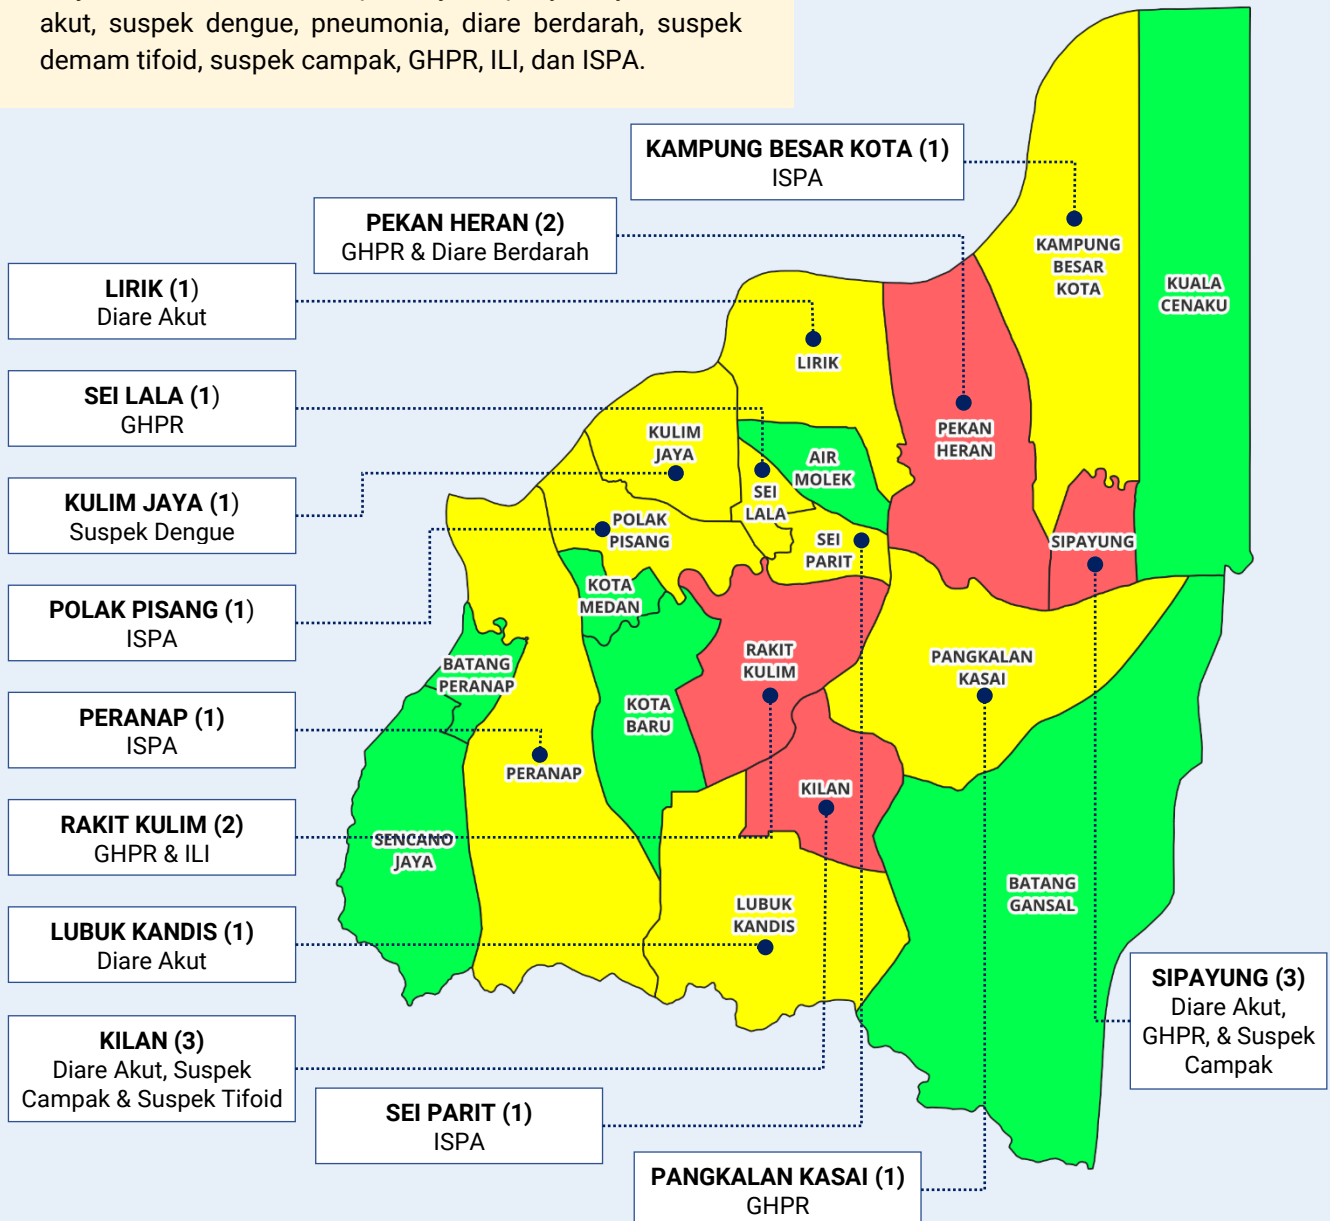 akut, suspek dengue, pneumonia, diare berdarah, suspek
demam tifoid, suspek campak, GHPR, ILI, dan ISPA.
KAMPUNG BESAR KOTA (1)
ISPA
PEKAN HERAN (2)
GHPR & Diare Berdarah
LIRIK (1)
Diare Akut
SEI LALA (1)
GHPR
KULIM JAYA (1)
Suspek Dengue
POLAK PISANG (1)
ISPA
PERANAP (1)
ISPA
RAKIT KULIM (2)
GHPR & ILI
LUBUK KANDIS (1)
Diare Akut
KILAN (3)
Diare Akut, Suspek
Campak & Suspek Tifoid
SEI PARIT (1)
ISPA
PANGKALAN KASAI (1)
GHPR
SIPAYUNG (3)
Diare Akut,
GHPR, & Suspek
Campak
KAMPUNG
BESAR
KOTA
KUALA
CENAKU
LIRIK
PEKAN
HERAN
KULIM
JAYA
AIR
MOLEK
SEI
LALA
POLAK
PISANG
SEI
PARIT
SIPAYUNG
KOTA
MEDAN
BATANG
PERANAP
RAKIT
KULIM
PANGKALAN
KASAI
KOTA
BARU
PERANAP
KILAN
SENCANO
JAYA
LUBUK
KANDIS
BATANG
GANSAL